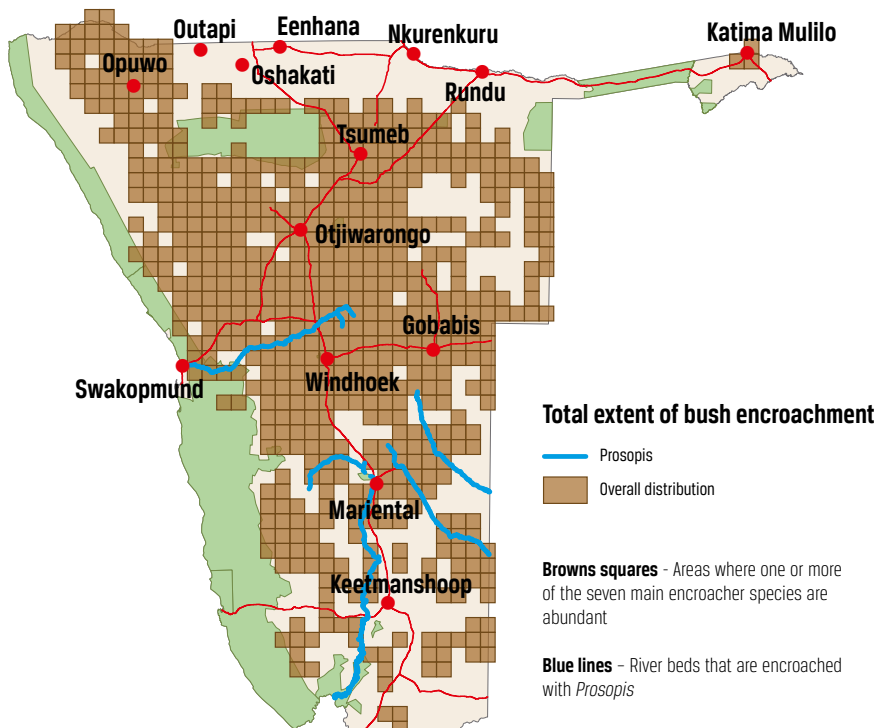 Outapi
Eenhana
Nkurenkuru
Katima Mulilo
Opuwo
Oshakati
Rundu
Tsumeb
Otjiwarongo
Gobabis
Swakopmund
Windhoek
Mariental
Keetmanshoop
Total extent of bush encroachment
Prosopis
Overall distribution
Browns squares - Areas where one or more
of the seven main encroacher species are
abundant
Blue lines – River beds that are encroached
with Prosopis